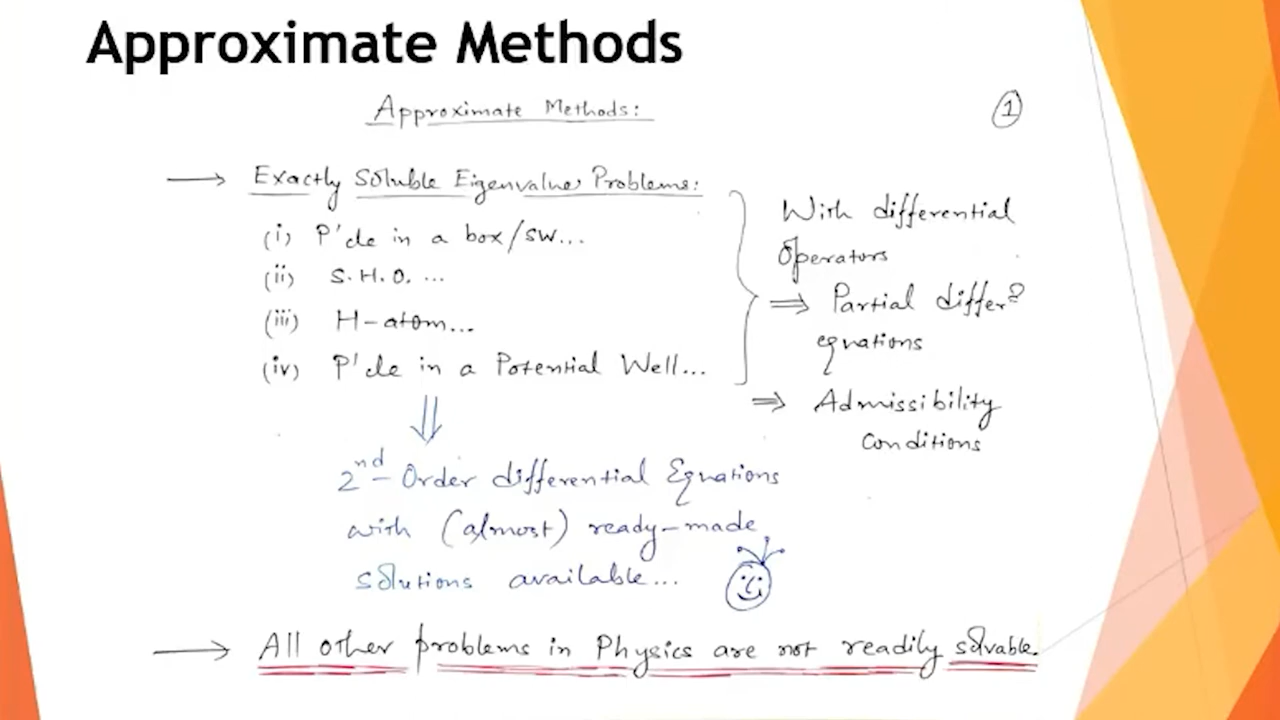 Approximate Methods
Approximate Methods:
1
→ Exactly Soluble Eigenvalue Problems:
(i) P'cle in a box/sw...
(ii) S.H.O. ...
(iii) H-atom...
(iv) P'cle in a Potential Well...
With differential
Operators
⇒ Partial differ?
equations
⇒ Admissibility
Conditions
⇓
2nd-Order differential Equations
with (almost) ready-made
solutions available...
→ All other problems in Physics are not readily solvable.